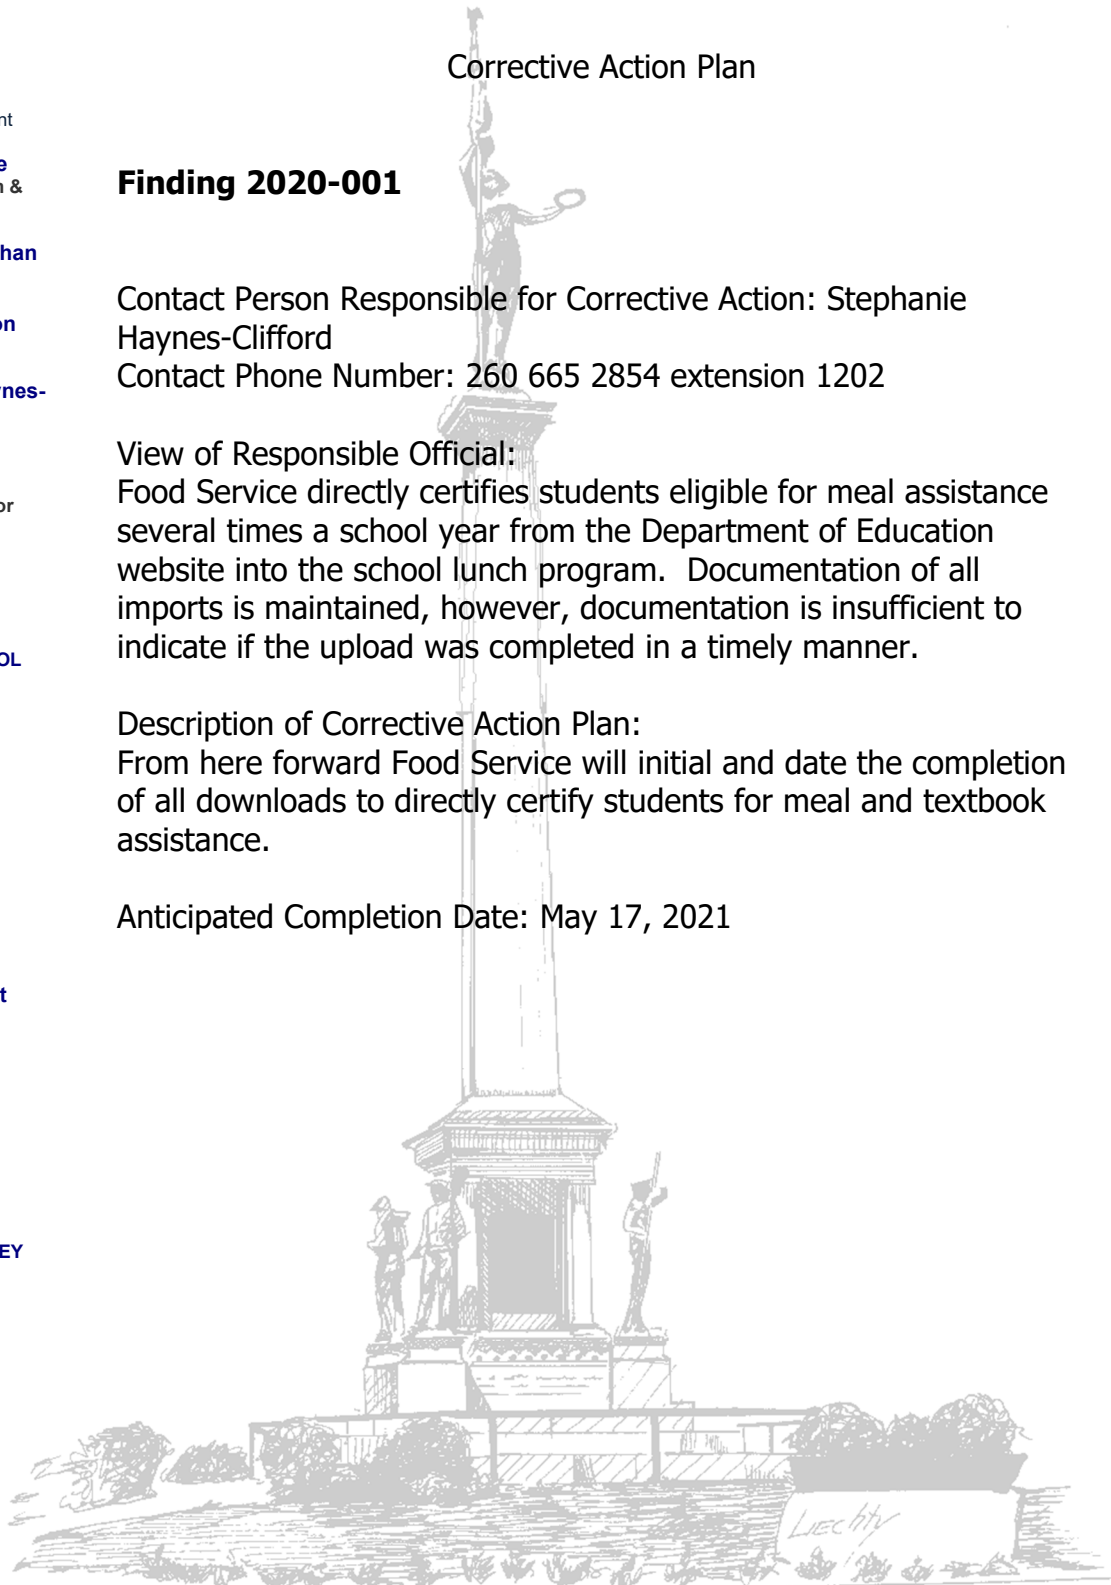 Corrective Action Plan
nt
e
n &
han
on
nes-
or
OL
t
EY
Finding 2020-001
Contact Person Responsible for Corrective Action: Stephanie
Haynes-Clifford
Contact Phone Number: 260 665 2854 extension 1202
View of Responsible Official:
Food Service directly certifies students eligible for meal assistance
several times a school year from the Department of Education
website into the school lunch program.  Documentation of all
imports is maintained, however, documentation is insufficient to
indicate if the upload was completed in a timely manner.
Description of Corrective Action Plan:
From here forward Food Service will initial and date the completion
of all downloads to directly certify students for meal and textbook
assistance.
Anticipated Completion Date: May 17, 2021
Liechty